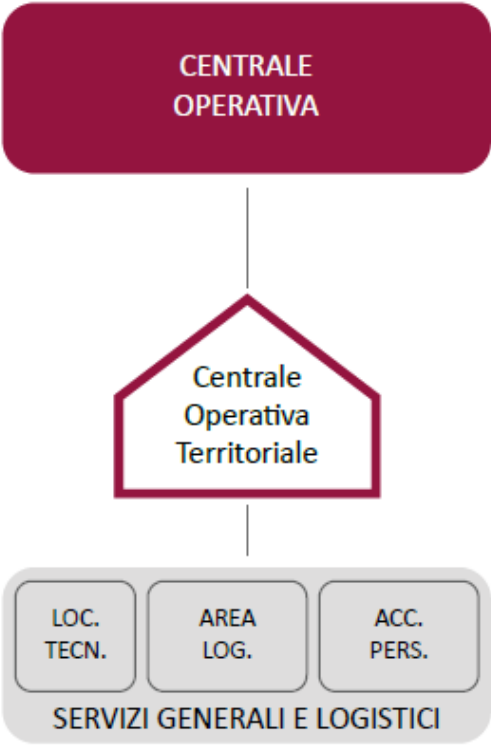 CENTRALE
OPERATIVA
Centrale
Operativa
Territoriale
LOC.
TECN.
AREA
LOG.
ACC.
PERS.
SERVIZI GENERALI E LOGISTICI